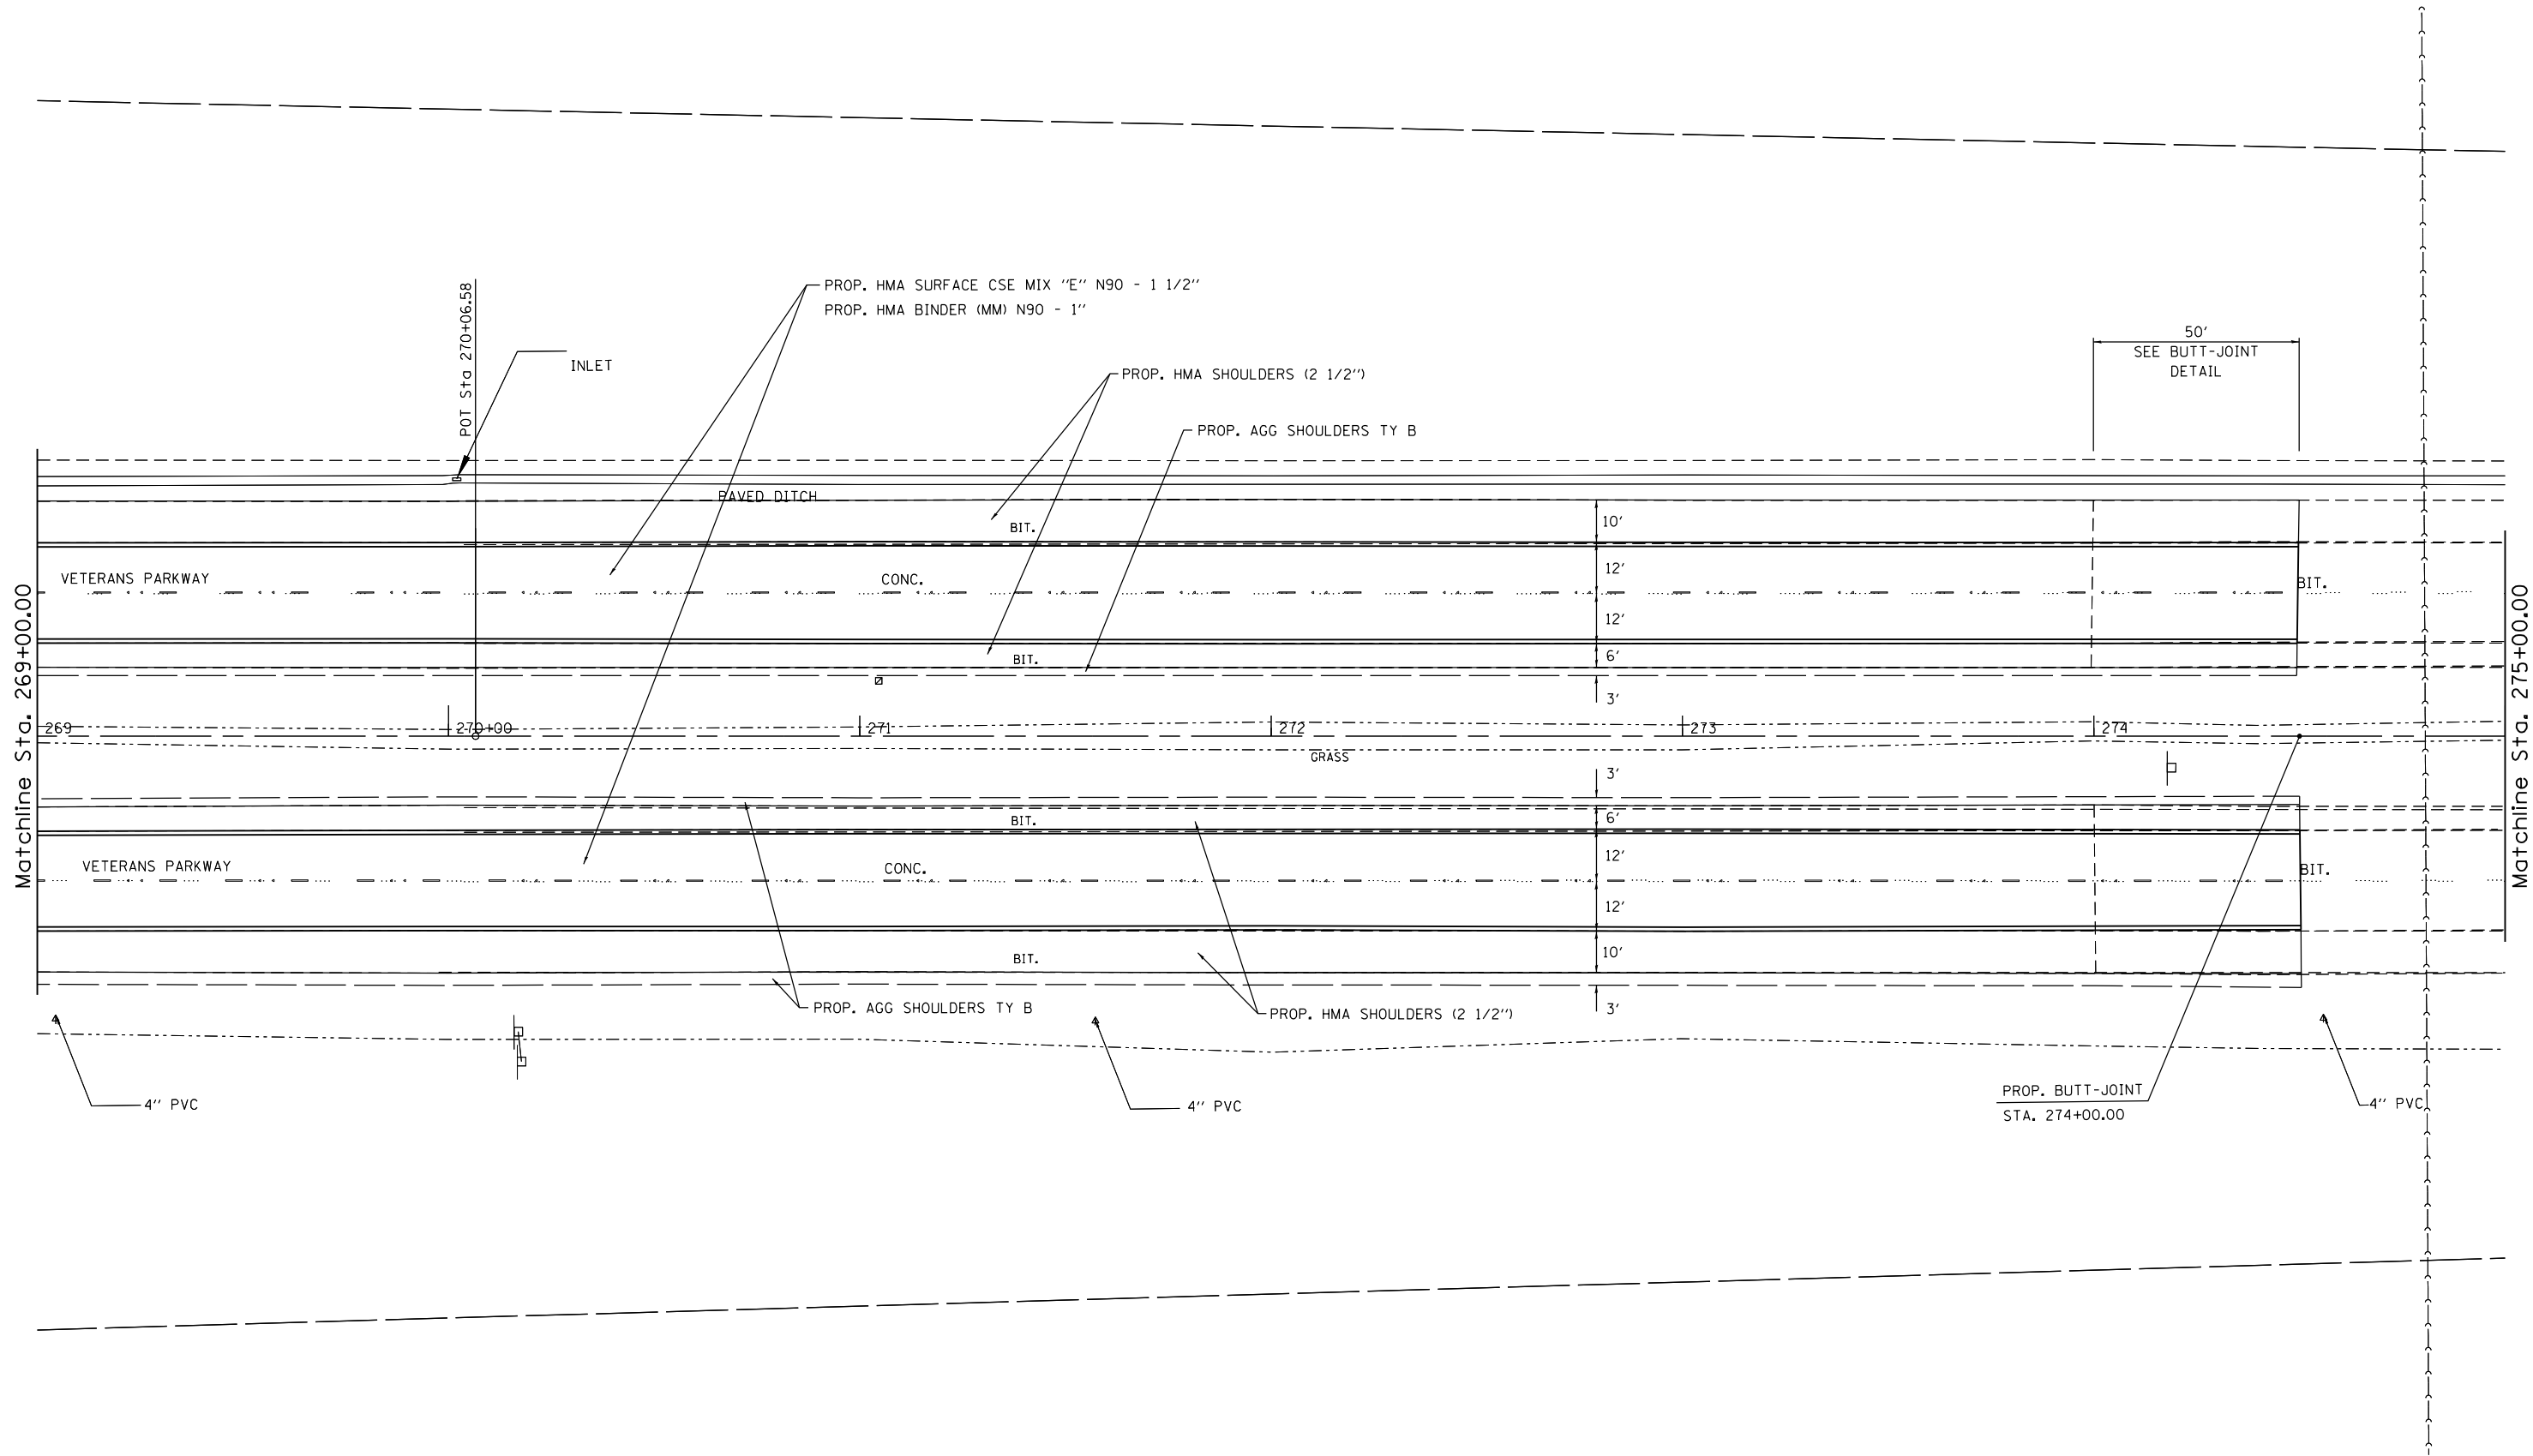 PROP. HMA SURFACE CSE MIX "E" N90 - 1 1/2"
PROP. HMA BINDER (MM) N90 - 1"
POT Sta 270+06.58
INLET
50'
SEE BUTT-JOINT
DETAIL
PROP. HMA SHOULDERS (2 1/2")
PROP. AGG SHOULDERS TY B
PAVED DITCH
BIT.
10'
VETERANS PARKWAY
CONC.
12'
BIT.
12'
BIT.
6'
3'
Matchline Sta. 269+00.00
Matchline Sta. 275+00.00
269
270+00
271
272
273
274
GRASS
3'
BIT.
6'
VETERANS PARKWAY
CONC.
12'
BIT.
12'
BIT.
10'
PROP. AGG SHOULDERS TY B
PROP. HMA SHOULDERS (2 1/2")
3'
4
4
4
4" PVC
4" PVC
PROP. BUTT-JOINT
STA. 274+00.00
4" PVC